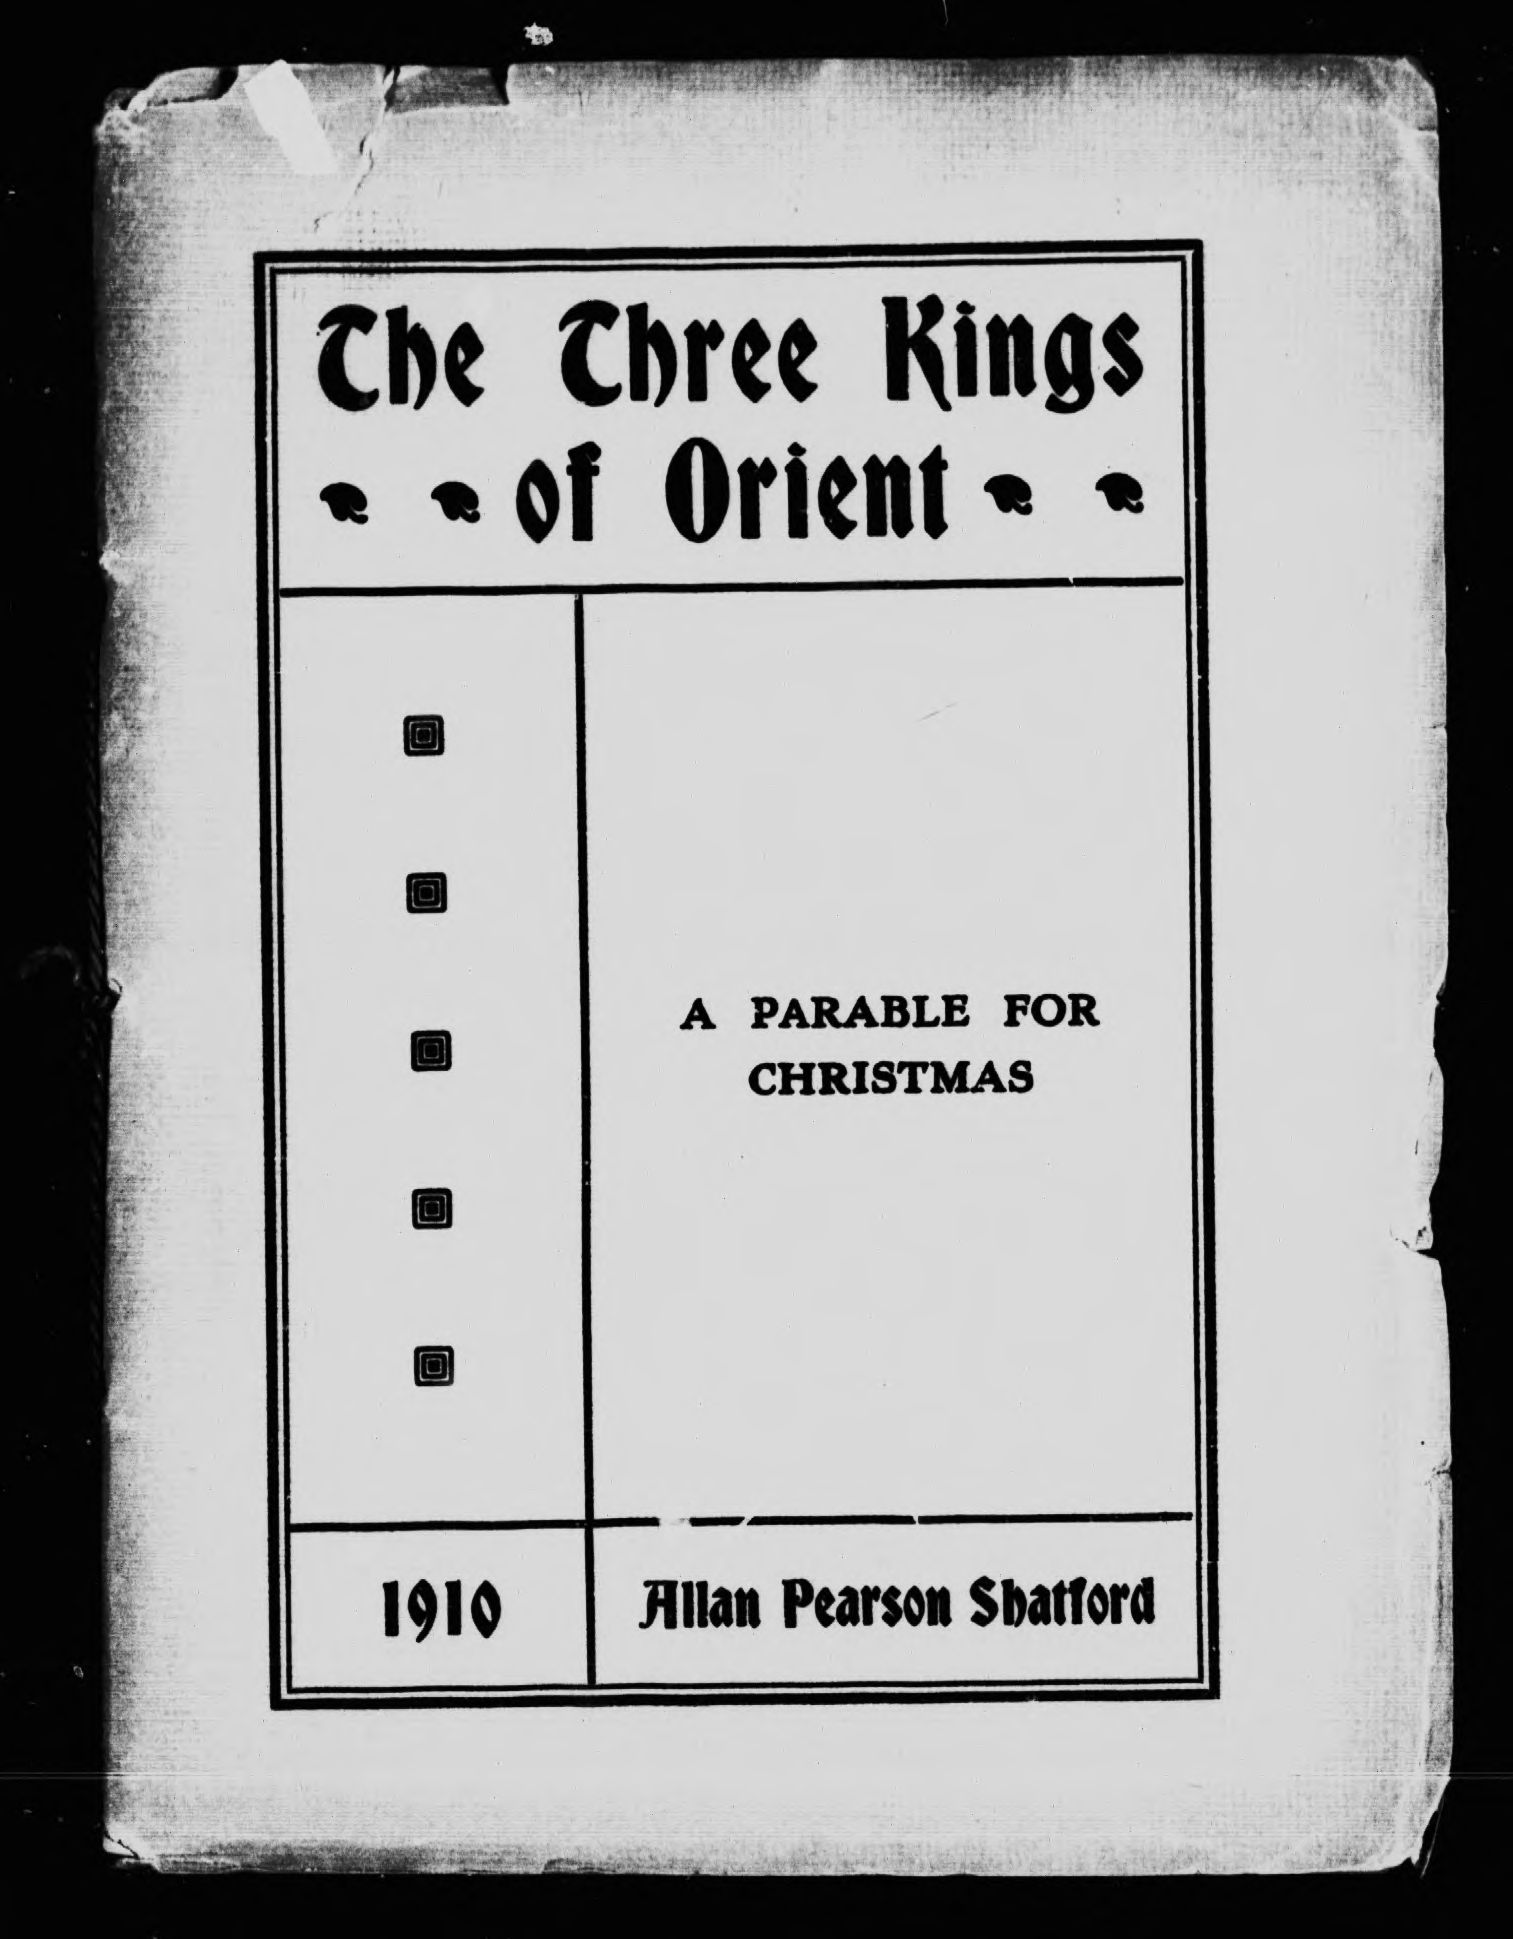 The Three Kings
of Orient
A PARABLE FOR
CHRISTMAS
1910
Allan Pearson Shatford